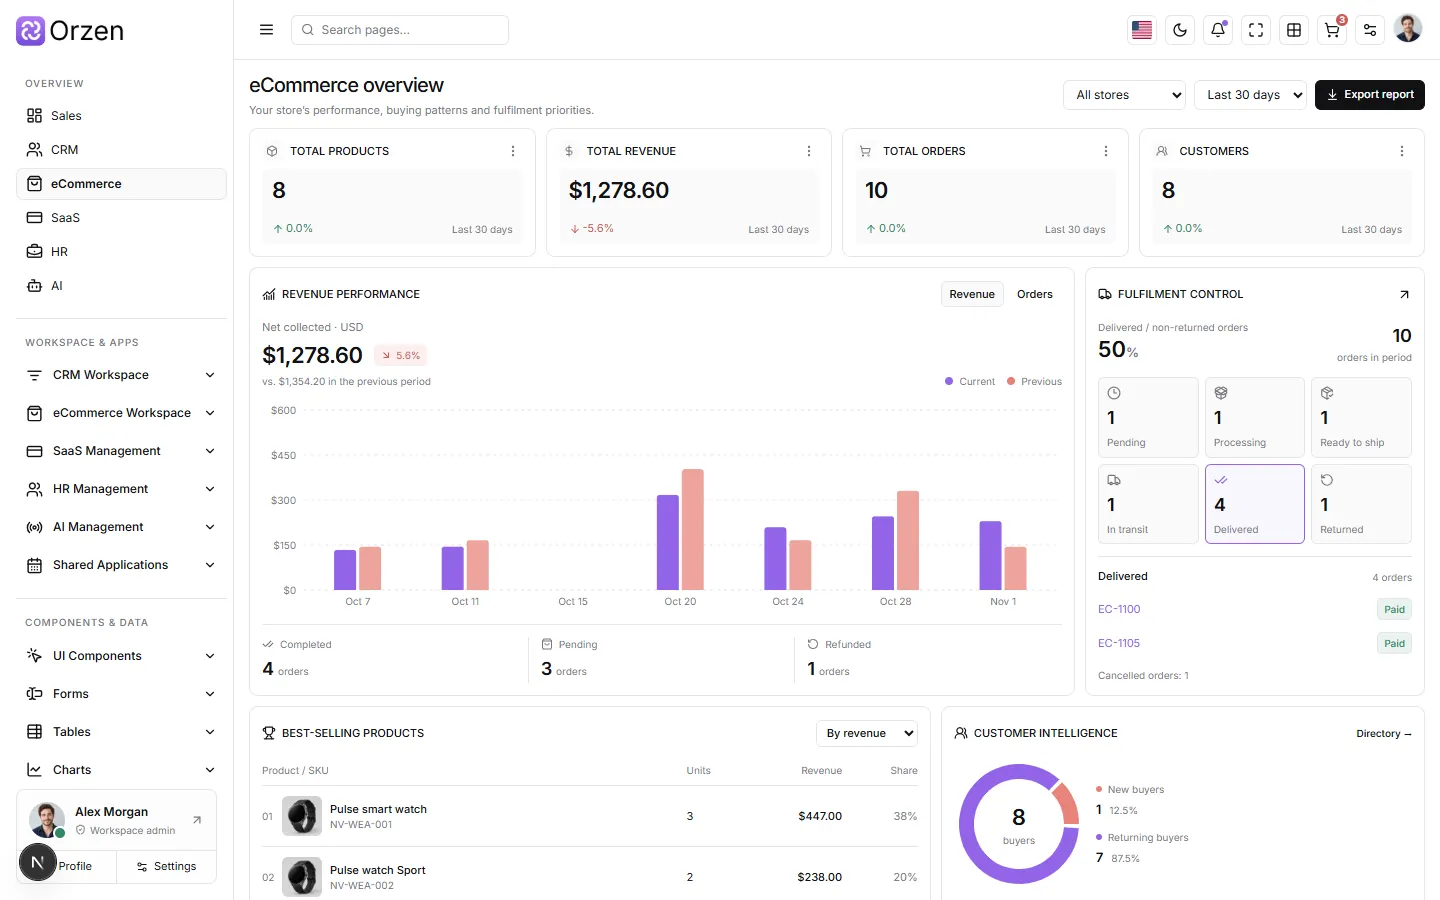 Orzen
Search pages...
3
OVERVIEW
Sales
CRM
eCommerce
SaaS
HR
AI
WORKSPACE & APPS
CRM Workspace
eCommerce Workspace
SaaS Management
HR Management
AI Management
Shared Applications
COMPONENTS & DATA
UI Components
Forms
Tables
Charts
Alex Morgan
Workspace admin
N
Profile
Settings
eCommerce overview
Your store's performance, buying patterns and fulfilment priorities.
All stores
Last 30 days
Export report
TOTAL PRODUCTS
8
0.0%
Last 30 days
TOTAL REVENUE
$1,278.60
-5.6%
Last 30 days
TOTAL ORDERS
10
0.0%
Last 30 days
CUSTOMERS
8
0.0%
Last 30 days
REVENUE PERFORMANCE
Revenue
Orders
Net collected · USD
$1,278.60
5.6%
vs. $1,354.20 in the previous period
Current
Previous
$600
$450
$300
$150
$0
Oct 7
Oct 11
Oct 15
Oct 20
Oct 24
Oct 28
Nov 1
Completed
4 orders
Pending
3 orders
Refunded
1 orders
FULFILMENT CONTROL
Delivered / non-returned orders
50%
10
orders in period
1
Pending
1
Processing
1
Ready to ship
1
In transit
4
Delivered
1
Returned
Delivered
4 orders
EC-1100
Paid
EC-1105
Paid
Cancelled orders: 1
BEST-SELLING PRODUCTS
By revenue
Product / SKU
Units
Revenue
Share
01
Pulse smart watch
NV-WEA-001
3
$447.00
38%
02
Pulse watch Sport
NV-WEA-002
2
$238.00
20%
CUSTOMER INTELLIGENCE
Directory →
8
buyers
New buyers
1 12.5%
Returning buyers
7 87.5%